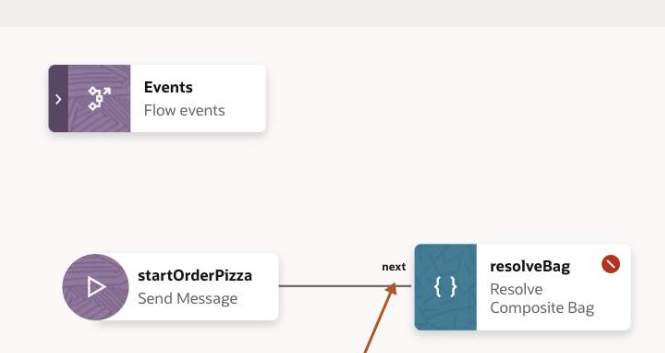 Events
Flow events
startOrderPizza
Send Message
next
resolveBag
Resolve
Composite Bag